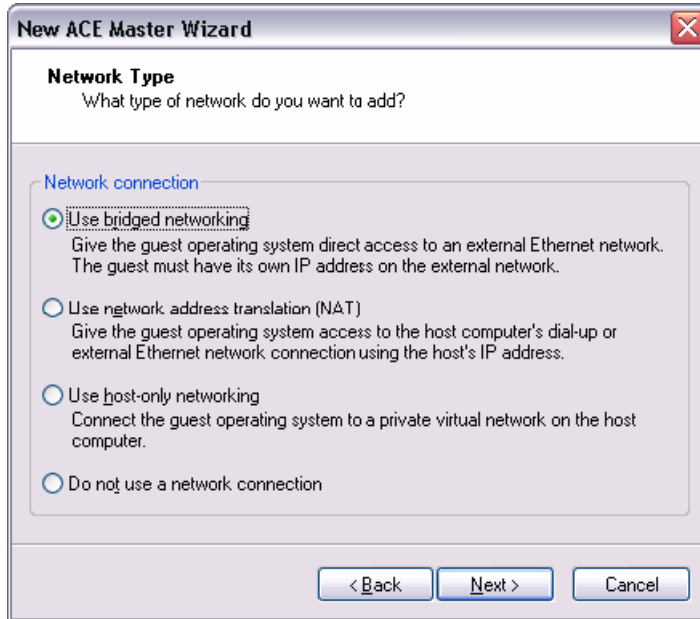 New ACE Master Wizard
Network Type
What type of network do you want to add?
Network connection
Use bridged networking
Give the guest operating system direct access to an external Ethernet network.
The guest must have its own IP address on the external network.
Use network address translation (NAT)
Give the guest operating system access to the host computer's dial-up or
external Ethernet network connection using the host's IP address.
Use host-only networking
Connect the guest operating system to a private virtual network on the host
computer.
Do not use a network connection
< Back
Next >
Cancel